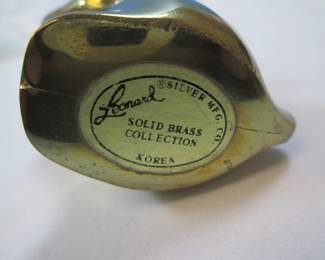 Leonard
® SILVER MFG. CO.
SOLID BRASS
COLLECTION
KOREA